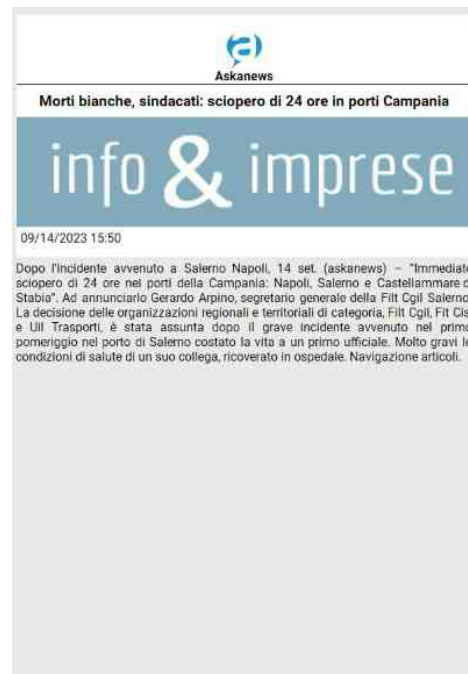 Askanews
Morti bianche, sindacati: sciopero di 24 ore in porti Campania
info & imprese
09/14/2023 15:50
Dopo l'incidente avvenuto a Salerno Napoli, 14 set. (askanews) – "Immediato
sciopero di 24 ore nei porti della Campania: Napoli, Salerno e Castellammare d
Stabia". Ad annunciarlo Gerardo Arpino, segretario generale della Filt Cgil Salerno
La decisione delle organizzazioni regionali e territoriali di categoria, Filt Cgil, Fit Cis
e Uil Trasporti, è stata assunta dopo il grave incidente avvenuto nel primo
pomeriggio nel porto di Salerno costato la vita a un primo ufficiale. Molto gravi le
condizioni di salute di un suo collega, ricoverato in ospedale. Navigazione articoli.